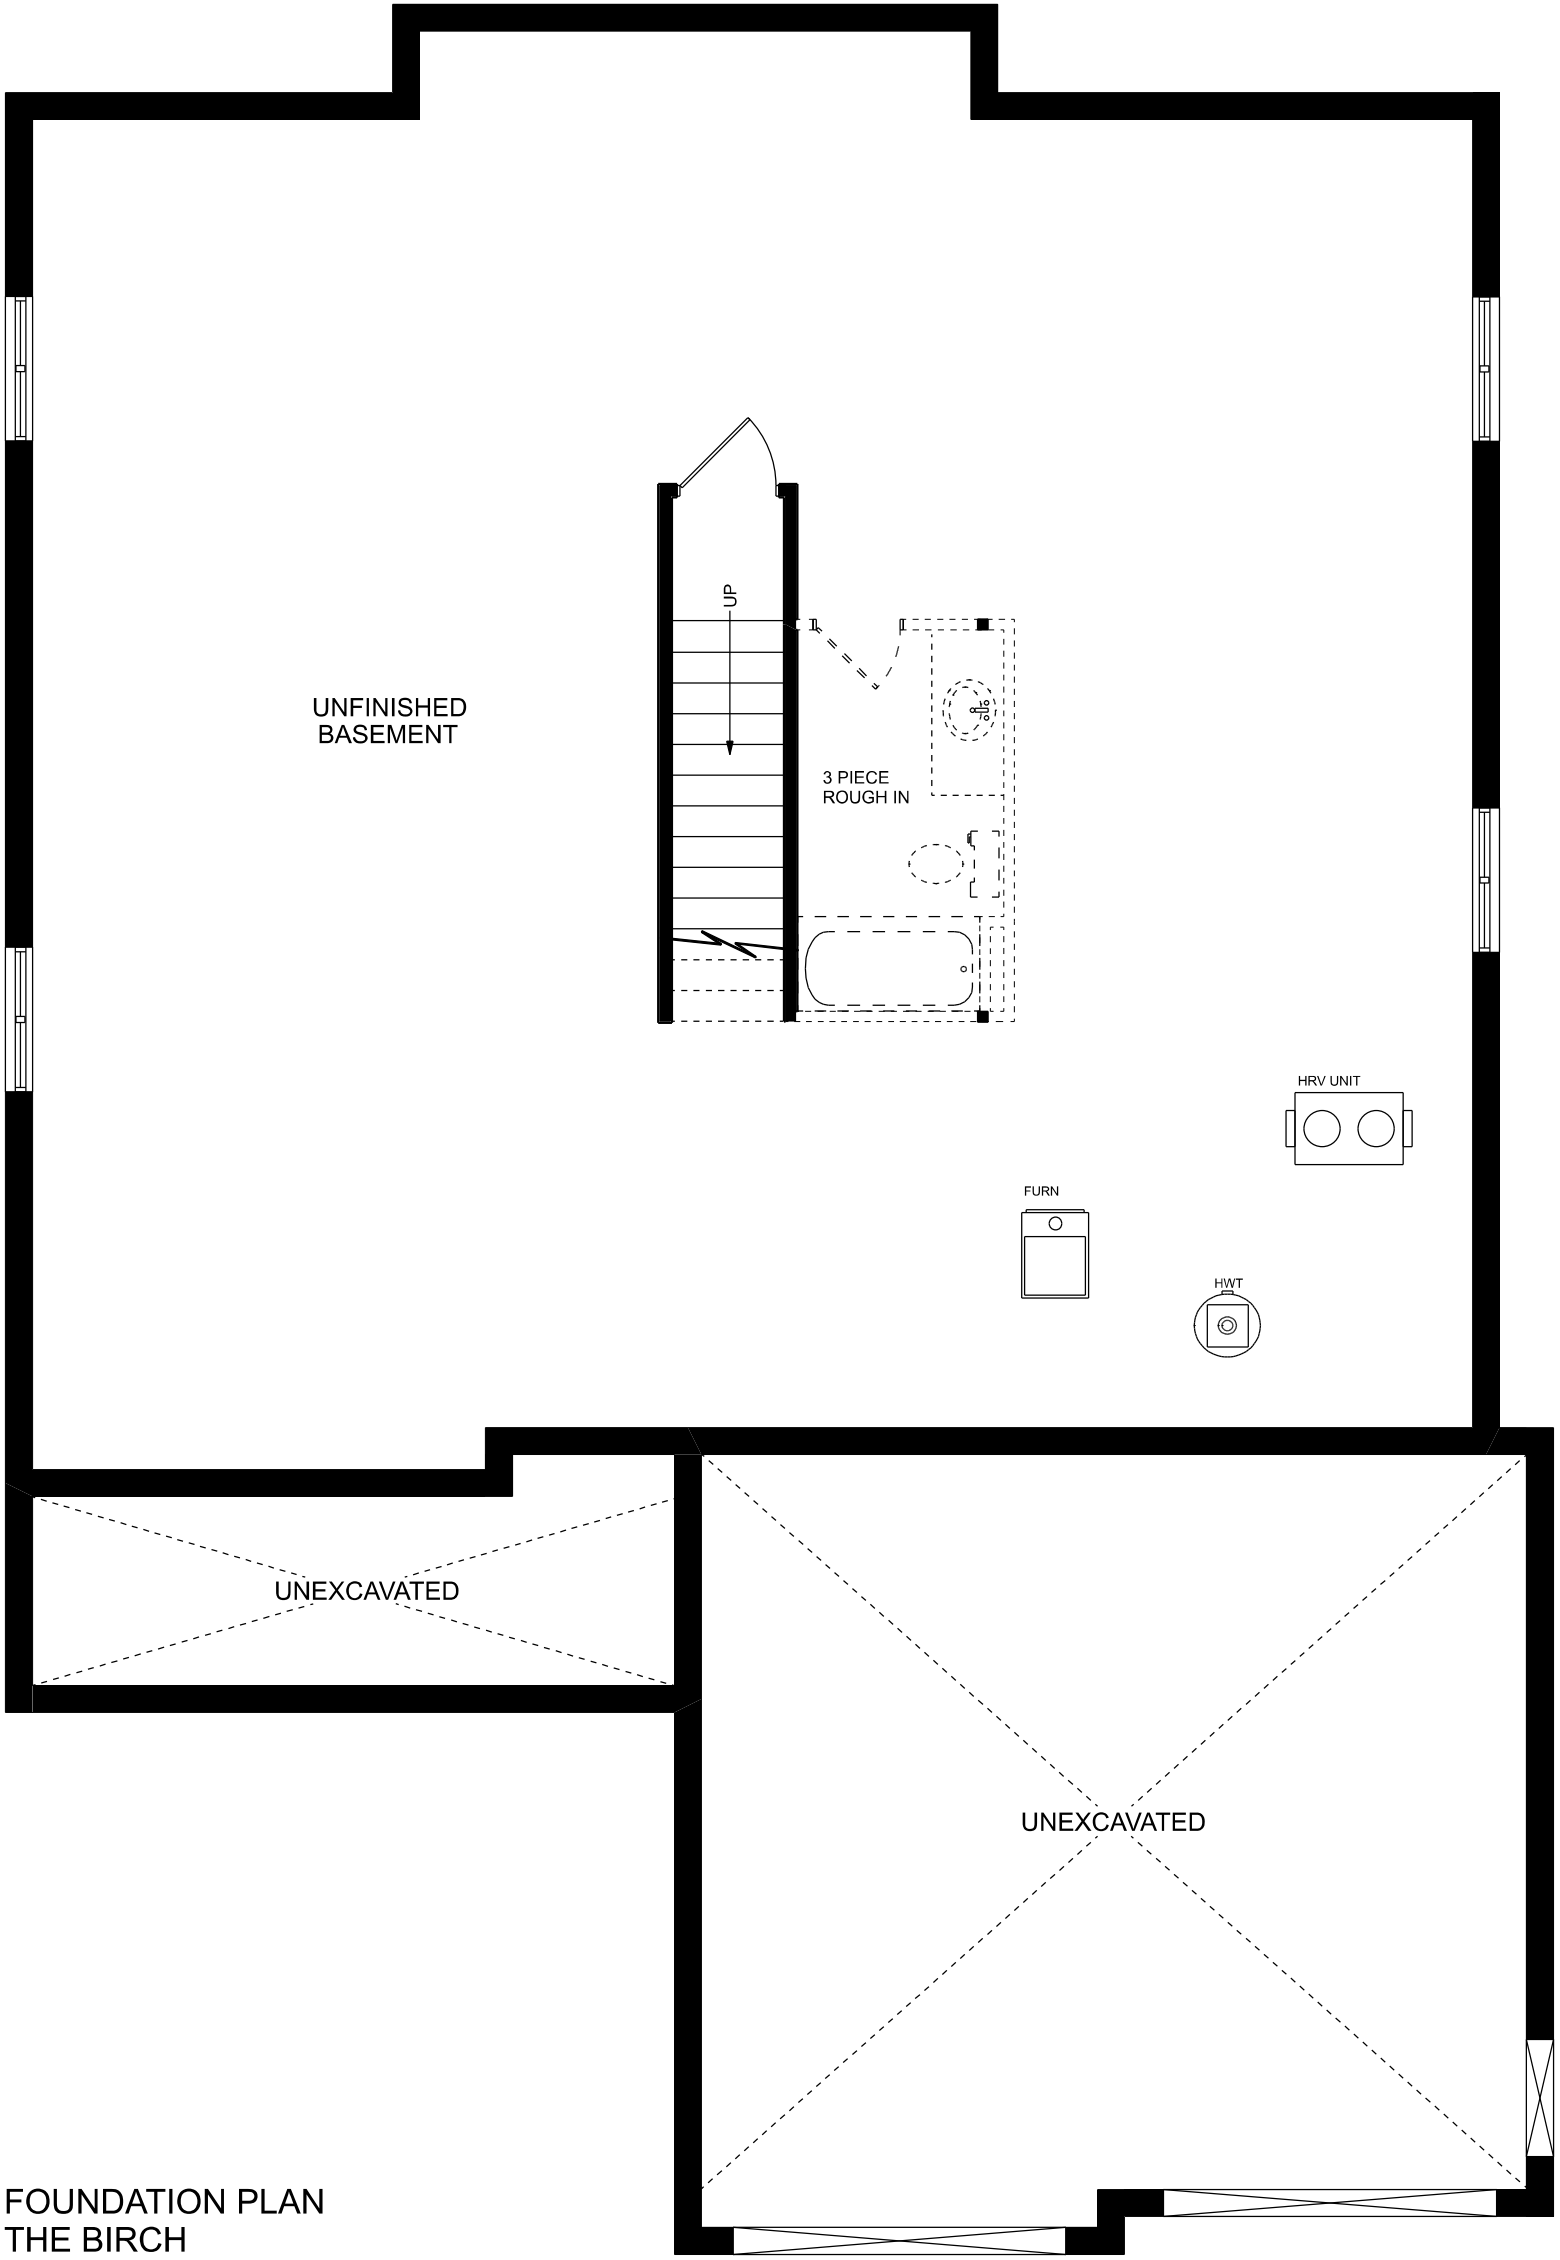 UP
UNFINISHED
BASEMENT
3 PIECE
ROUGH IN
HRV UNIT
FURN
HWT
UNEXCAVATED
UNEXCAVATED
FOUNDATION PLAN
THE BIRCH